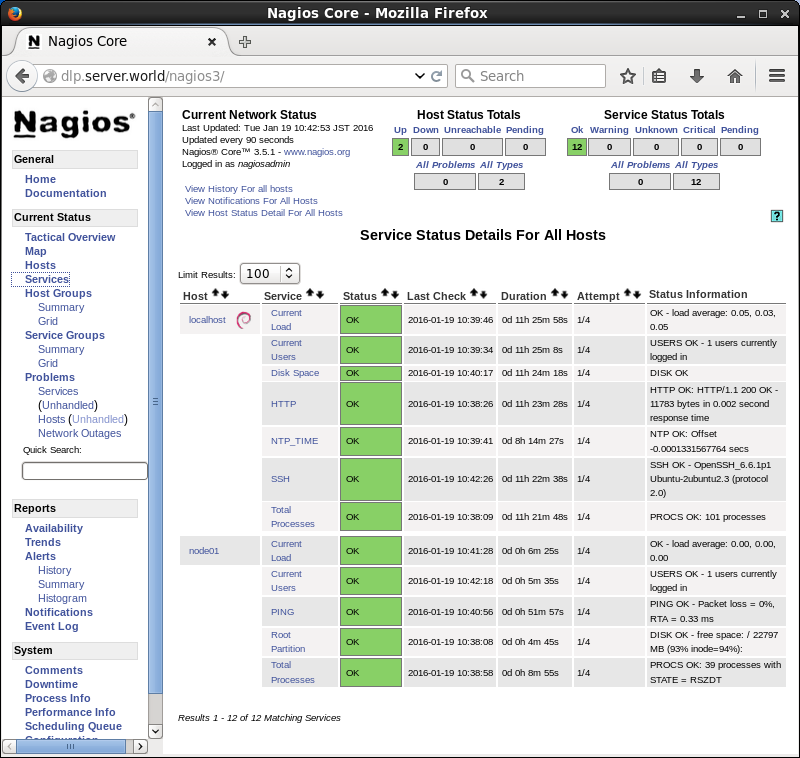 Nagios Core - Mozilla Firefox
Nagios Core
dlp.server.world/nagios3/
Search
Nagios®
General
Home
Documentation
Current Status
Tactical Overview
Map
Hosts
Services
Host Groups
Summary
Grid
Service Groups
Summary
Grid
Problems
Services
(Unhandled)
Hosts (Unhandled)
Network Outages
Quick Search:
Reports
Availability
Trends
Alerts
History
Summary
Histogram
Notifications
Event Log
System
Comments
Downtime
Process Info
Performance Info
Scheduling Queue
Configuration
Current Network Status
Last Updated: Tue Jan 19 10:42:53 JST 2016
Updated every 90 seconds
Nagios® Core™ 3.5.1 - www.nagios.org
Logged in as nagiosadmin
View History For all hosts
View Notifications For All Hosts
View Host Status Detail For All Hosts
Host Status Totals
Up Down Unreachable Pending
2 0 0 0
All Problems All Types
0 2
Service Status Totals
Ok Warning Unknown Critical Pending
12 0 0 0 0
All Problems All Types
0 12
?
Service Status Details For All Hosts
Limit Results: 100
Host Service Status Last Check Duration Attempt Status Information
localhost Current Load OK 2016-01-19 10:39:46 0d 11h 25m 58s 1/4 OK - load average: 0.05, 0.03, 0.05
Current Users OK 2016-01-19 10:39:34 0d 11h 25m 8s 1/4 USERS OK - 1 users currently logged in
Disk Space OK 2016-01-19 10:40:17 0d 11h 24m 18s 1/4 DISK OK
HTTP OK 2016-01-19 10:38:26 0d 11h 23m 28s 1/4 HTTP OK: HTTP/1.1 200 OK - 11783 bytes in 0.002 second response time
NTP_TIME OK 2016-01-19 10:39:41 0d 8h 14m 27s 1/4 NTP OK: Offset -0.0001331567764 secs
SSH OK 2016-01-19 10:42:26 0d 11h 22m 38s 1/4 SSH OK - OpenSSH_6.6.1p1 Ubuntu-2ubuntu2.3 (protocol 2.0)
Total Processes OK 2016-01-19 10:38:09 0d 11h 21m 48s 1/4 PROCS OK: 101 processes
node01 Current Load OK 2016-01-19 10:41:28 0d 0h 6m 25s 1/4 OK - load average: 0.00, 0.00, 0.00
Current Users OK 2016-01-19 10:42:18 0d 0h 5m 35s 1/4 USERS OK - 1 users currently logged in
PING OK 2016-01-19 10:40:56 0d 0h 51m 57s 1/4 PING OK - Packet loss = 0%, RTA = 0.33 ms
Root Partition OK 2016-01-19 10:38:08 0d 0h 4m 45s 1/4 DISK OK - free space: / 22797 MB (93% inode=94%):
Total Processes OK 2016-01-19 10:38:58 0d 0h 8m 55s 1/4 PROCS OK: 39 processes with STATE = RSZDT
Results 1 - 12 of 12 Matching Services